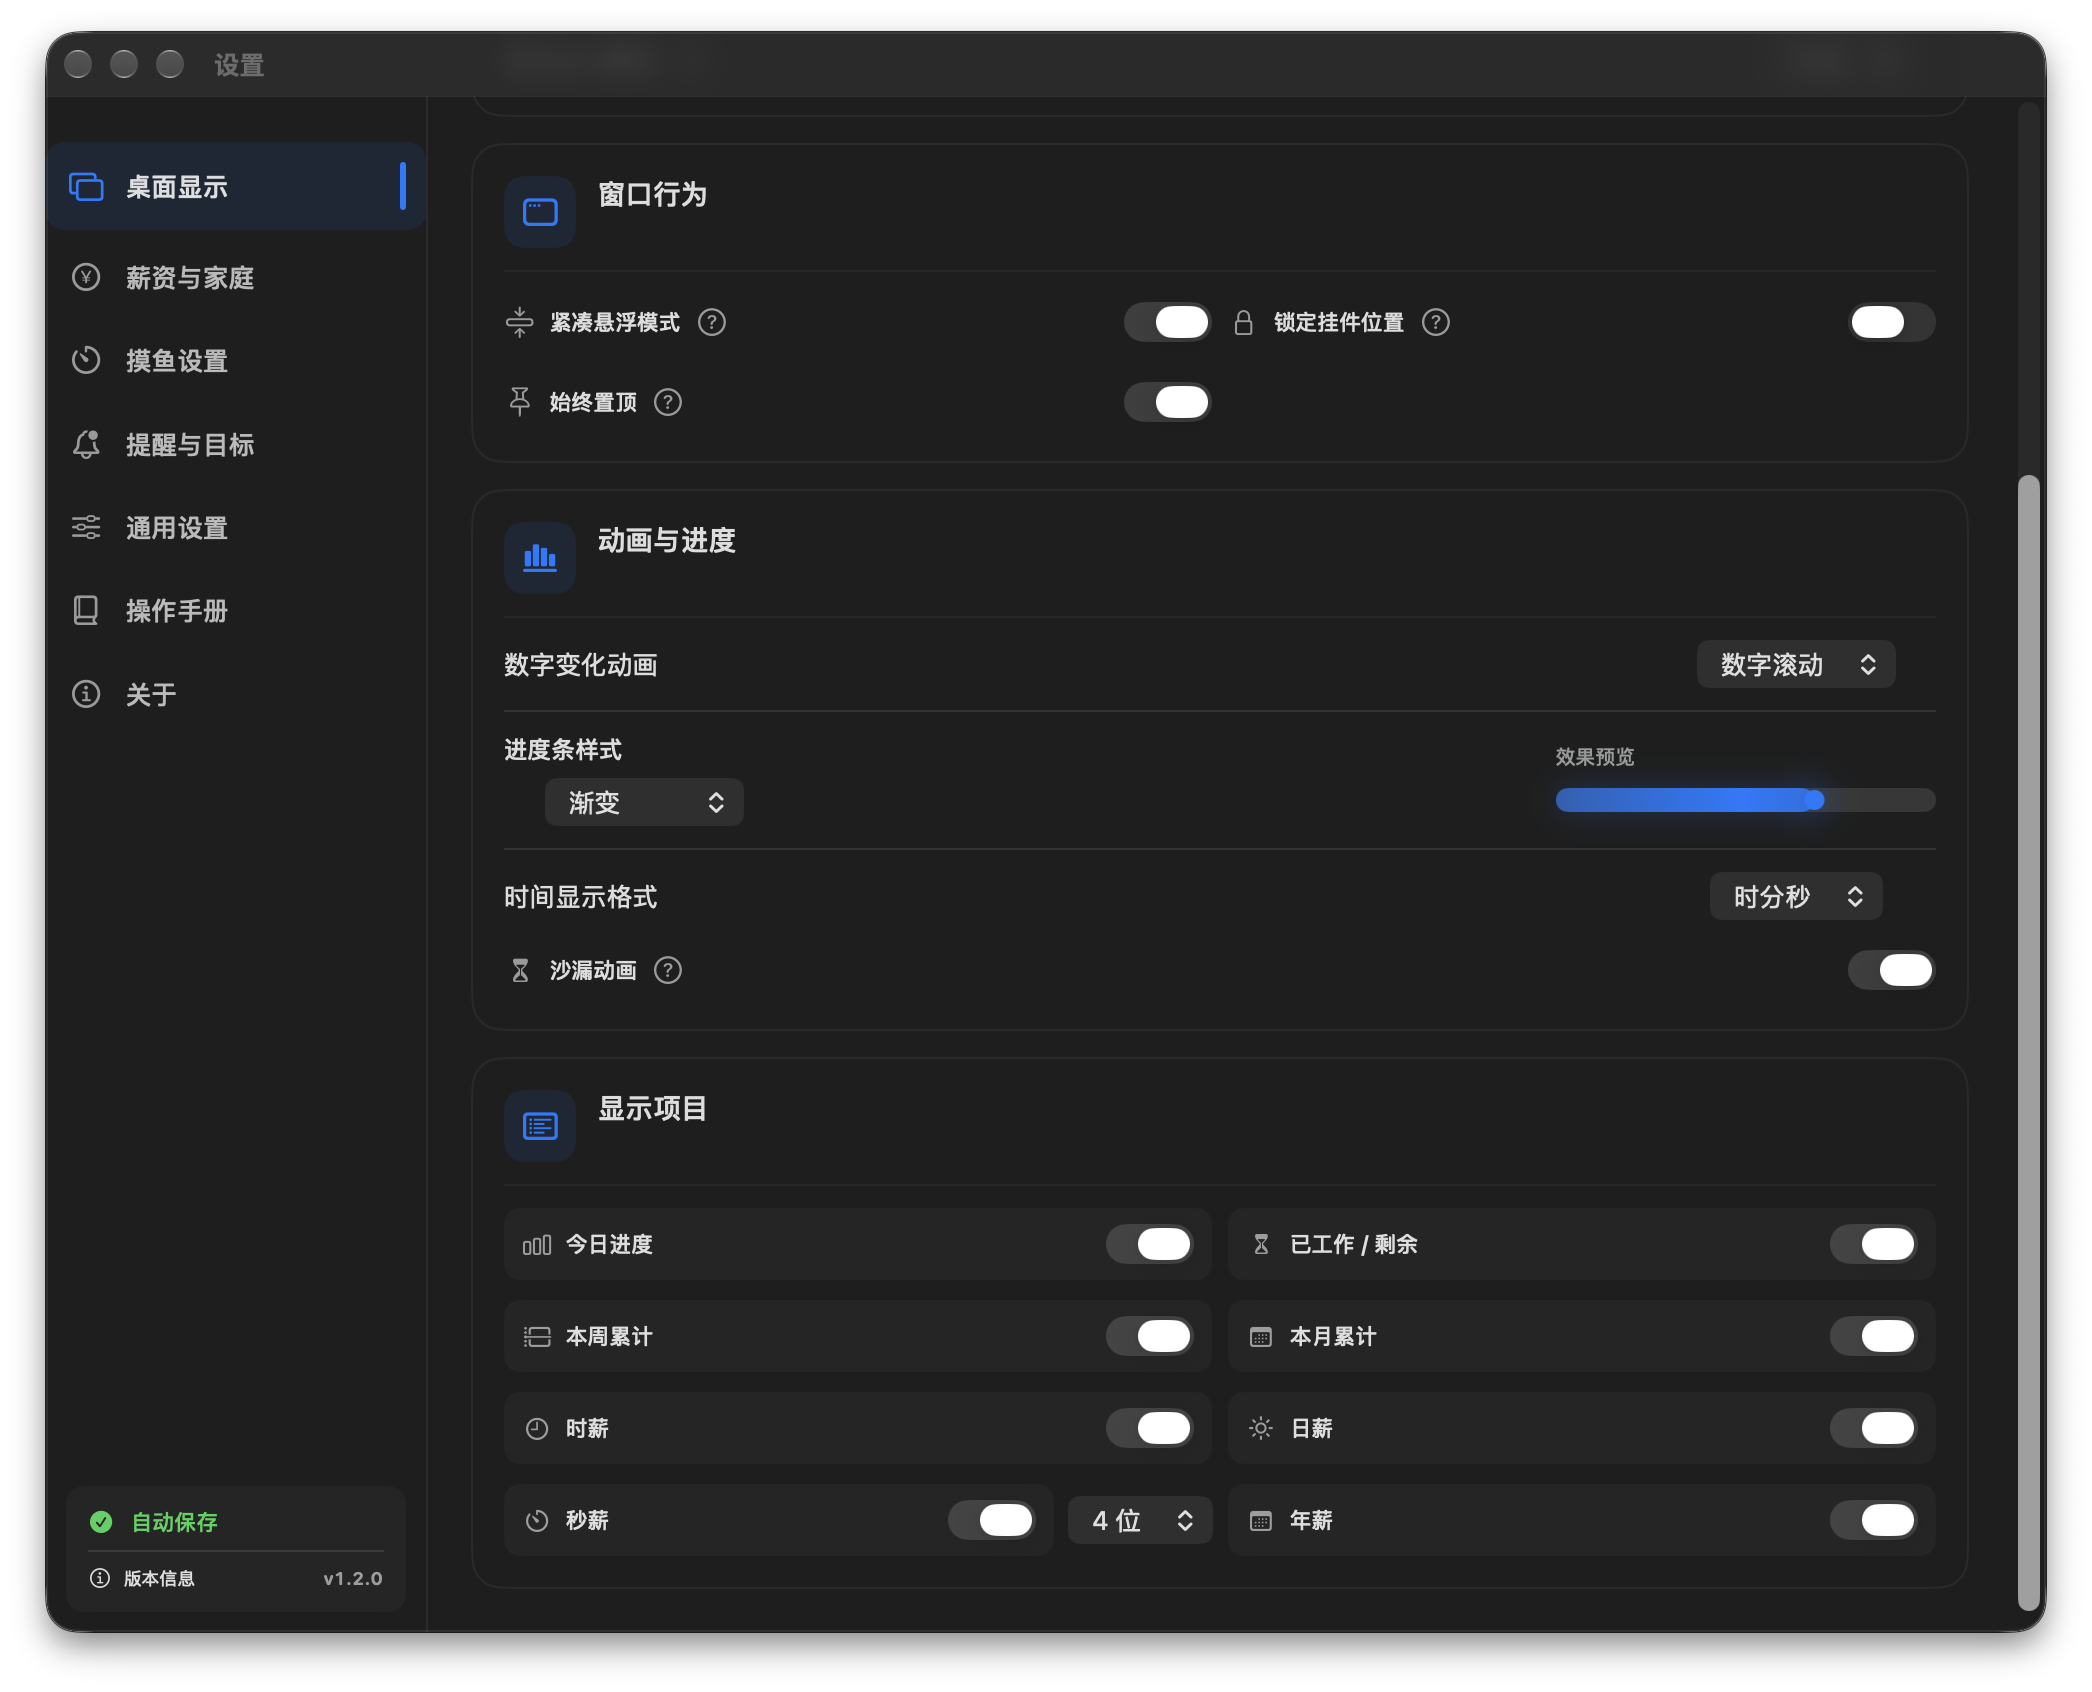 设置
桌面显示
薪资与家庭
摸鱼设置
提醒与目标
通用设置
操作手册
关于
自动保存
版本信息 v1.2.0
窗口行为
紧凑悬浮模式 ?
锁定挂件位置 ?
始终置顶 ?
动画与进度
数字变化动画 数字滚动
进度条样式
渐变
效果预览
时间显示格式 时分秒
沙漏动画 ?
显示项目
今日进度
已工作 / 剩余
本周累计
本月累计
时薪
日薪
秒薪 4 位
年薪